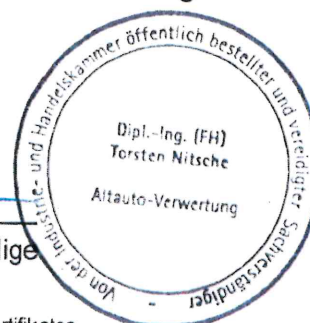 Von der Industrie- und Handelskammer öffentlich bestellter und vereidigter Sachverständiger -
Dipl.-Ing. (FH)
Torsten Nitsche
Altauto-Verwertung